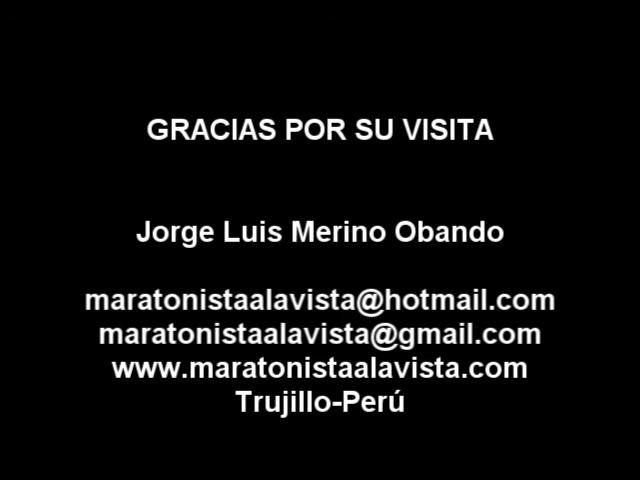 GRACIAS POR SU VISITA
Jorge Luis Merino Obando
maratonistaalavista@hotmail.com
maratonistaalavista@gmail.com
www.maratonistaalavista.com
Trujillo-Perú